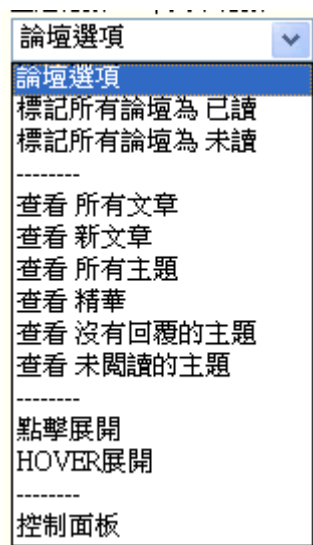 論壇選項
論壇選項
標記所有論壇為 已讀
標記所有論壇為 未讀
--------
查看 所有文章
查看 新文章
查看 所有主題
查看 精華
查看 沒有回覆的主題
查看 未閱讀的主題
--------
點擊展開
HOVER展開
--------
控制面板